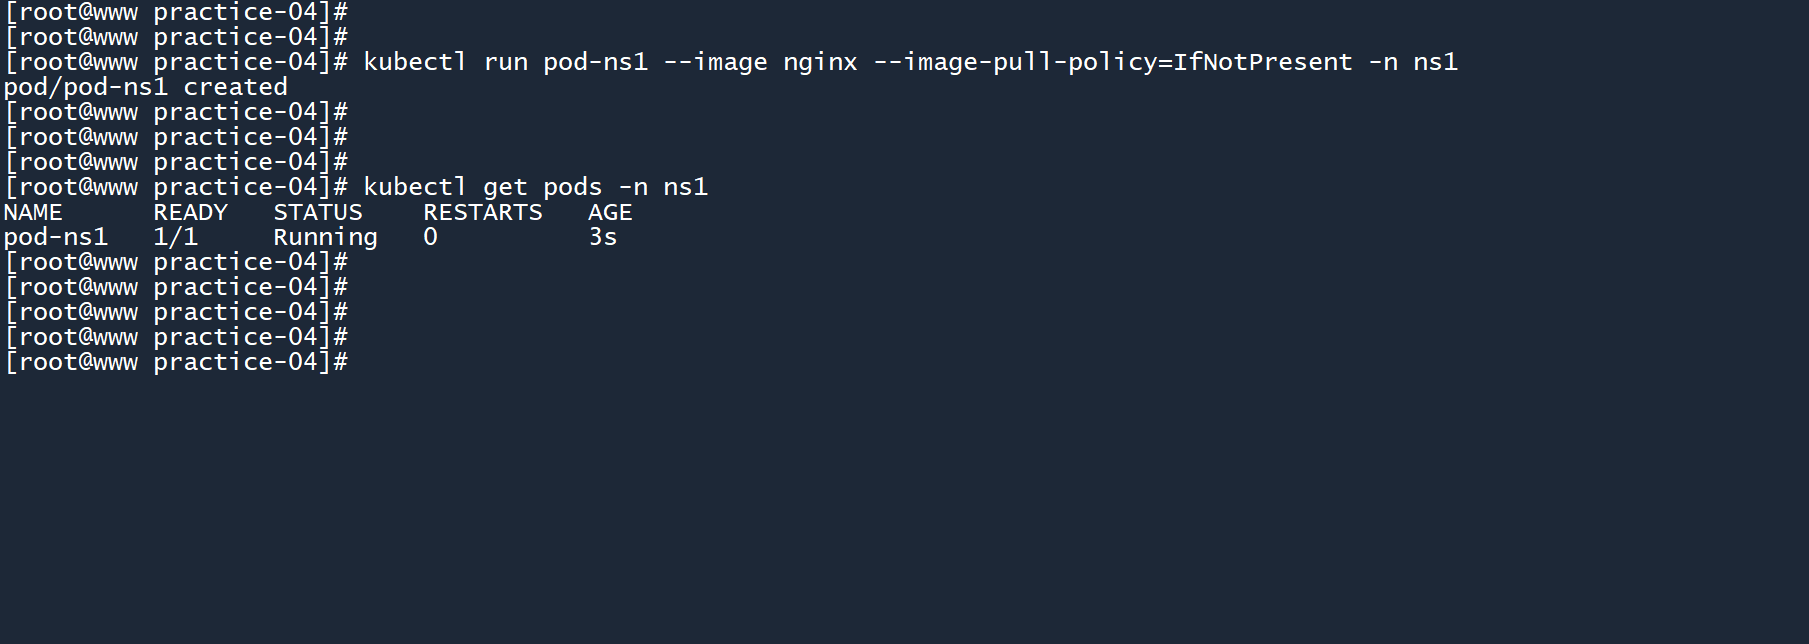 [root@www practice-04]#
[root@www practice-04]#
[root@www practice-04]# kubectl run pod-ns1 --image nginx --image-pull-policy=IfNotPresent -n ns1
pod/pod-ns1 created
[root@www practice-04]#
[root@www practice-04]#
[root@www practice-04]#
[root@www practice-04]# kubectl get pods -n ns1
NAME      READY   STATUS    RESTARTS   AGE
pod-ns1   1/1     Running   0          3s
[root@www practice-04]#
[root@www practice-04]#
[root@www practice-04]#
[root@www practice-04]#
[root@www practice-04]#